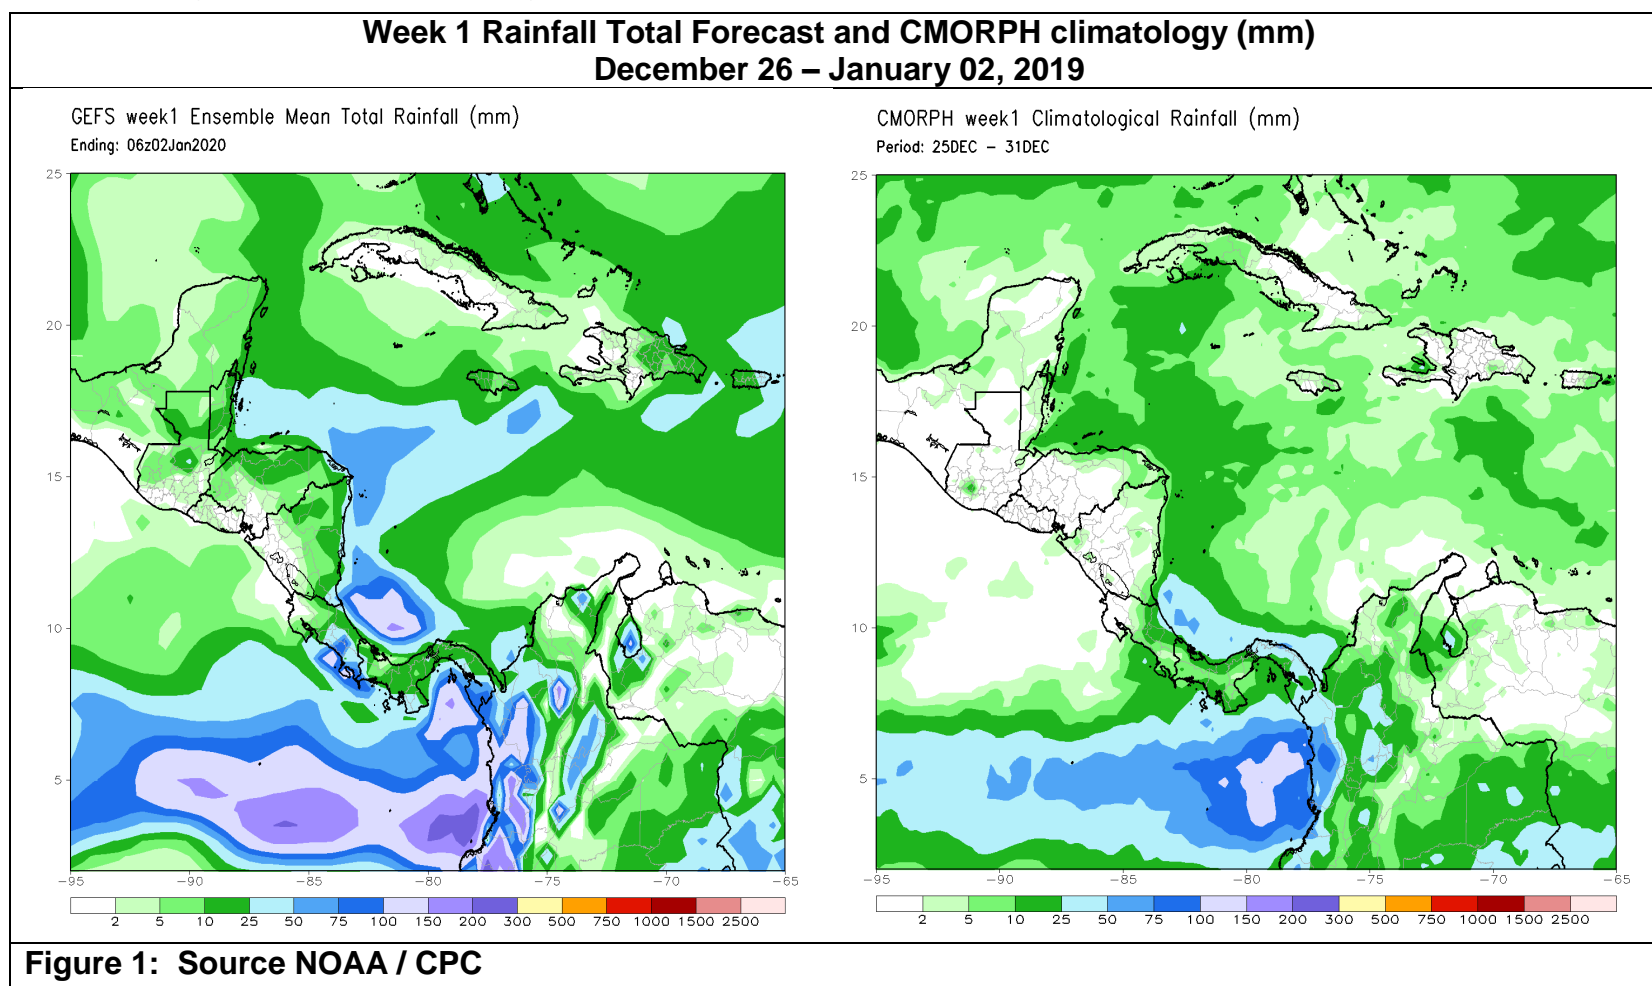 Week 1 Rainfall Total Forecast and CMORPH climatology (mm)
December 26 – January 02, 2019
GEFS week1 Ensemble Mean Total Rainfall (mm)
Ending: 06z02Jan2020
25
20
15
10
5
-95 -90 -85 -80 -75 -70 -65
2 5 10 25 50 75 100 150 200 300 500 750 1000 1500 2500
CMORPH week1 Climatological Rainfall (mm)
Period: 25DEC – 31DEC
25
20
15
10
5
-95 -90 -85 -80 -75 -70 -65
2 5 10 25 50 75 100 150 200 300 500 750 1000 1500 2500
Figure 1: Source NOAA / CPC